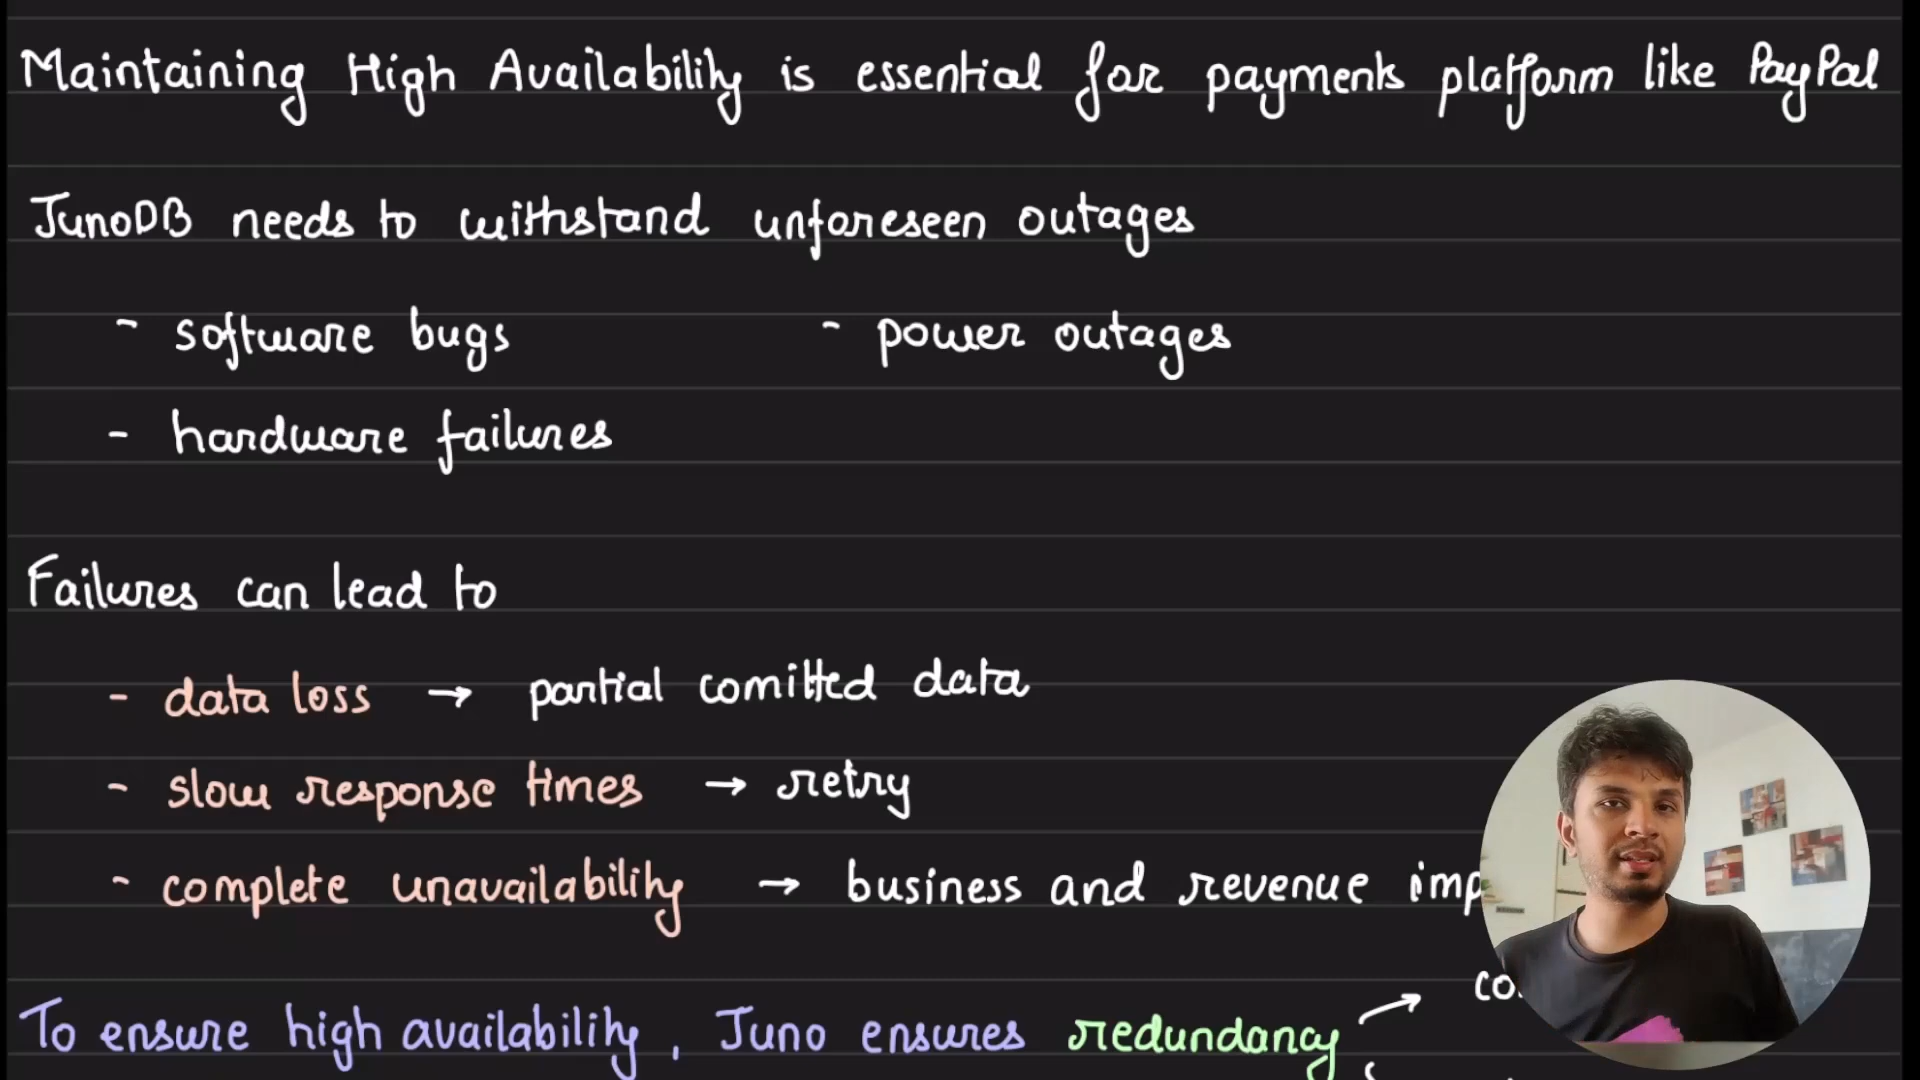 Maintaining High Availability is essential for payments platform like PayPal
JunoDB needs to withstand unforeseen outages
- software bugs - power outages
- hardware failures
Failures can lead to
- data loss → partial comitted data
- slow response times → retry
- complete unavailability → business and revenue imp
To ensure high availability, Juno ensures redundancy